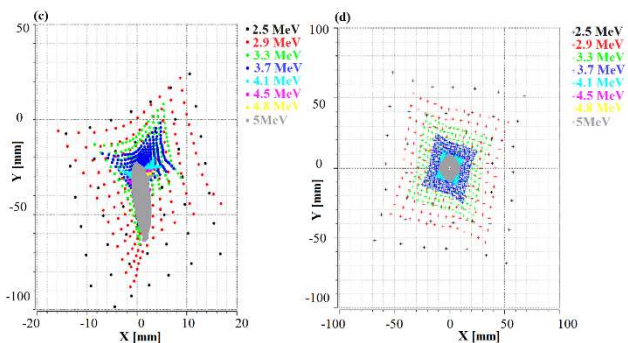 (c)
50
0
-50
-100
Y [mm]
-20
-10
0
10
20
X [mm]
2.5 MeV
2.9 MeV
3.3 MeV
3.7 MeV
4.1 MeV
4.5 MeV
4.8 MeV
5MeV
(d)
100
50
0
-50
-100
Y [mm]
-100
-50
0
50
100
X [mm]
2.5 MeV
2.9 MeV
3.3 MeV
3.7 MeV
4.1 MeV
4.5 MeV
4.8 MeV
5MeV